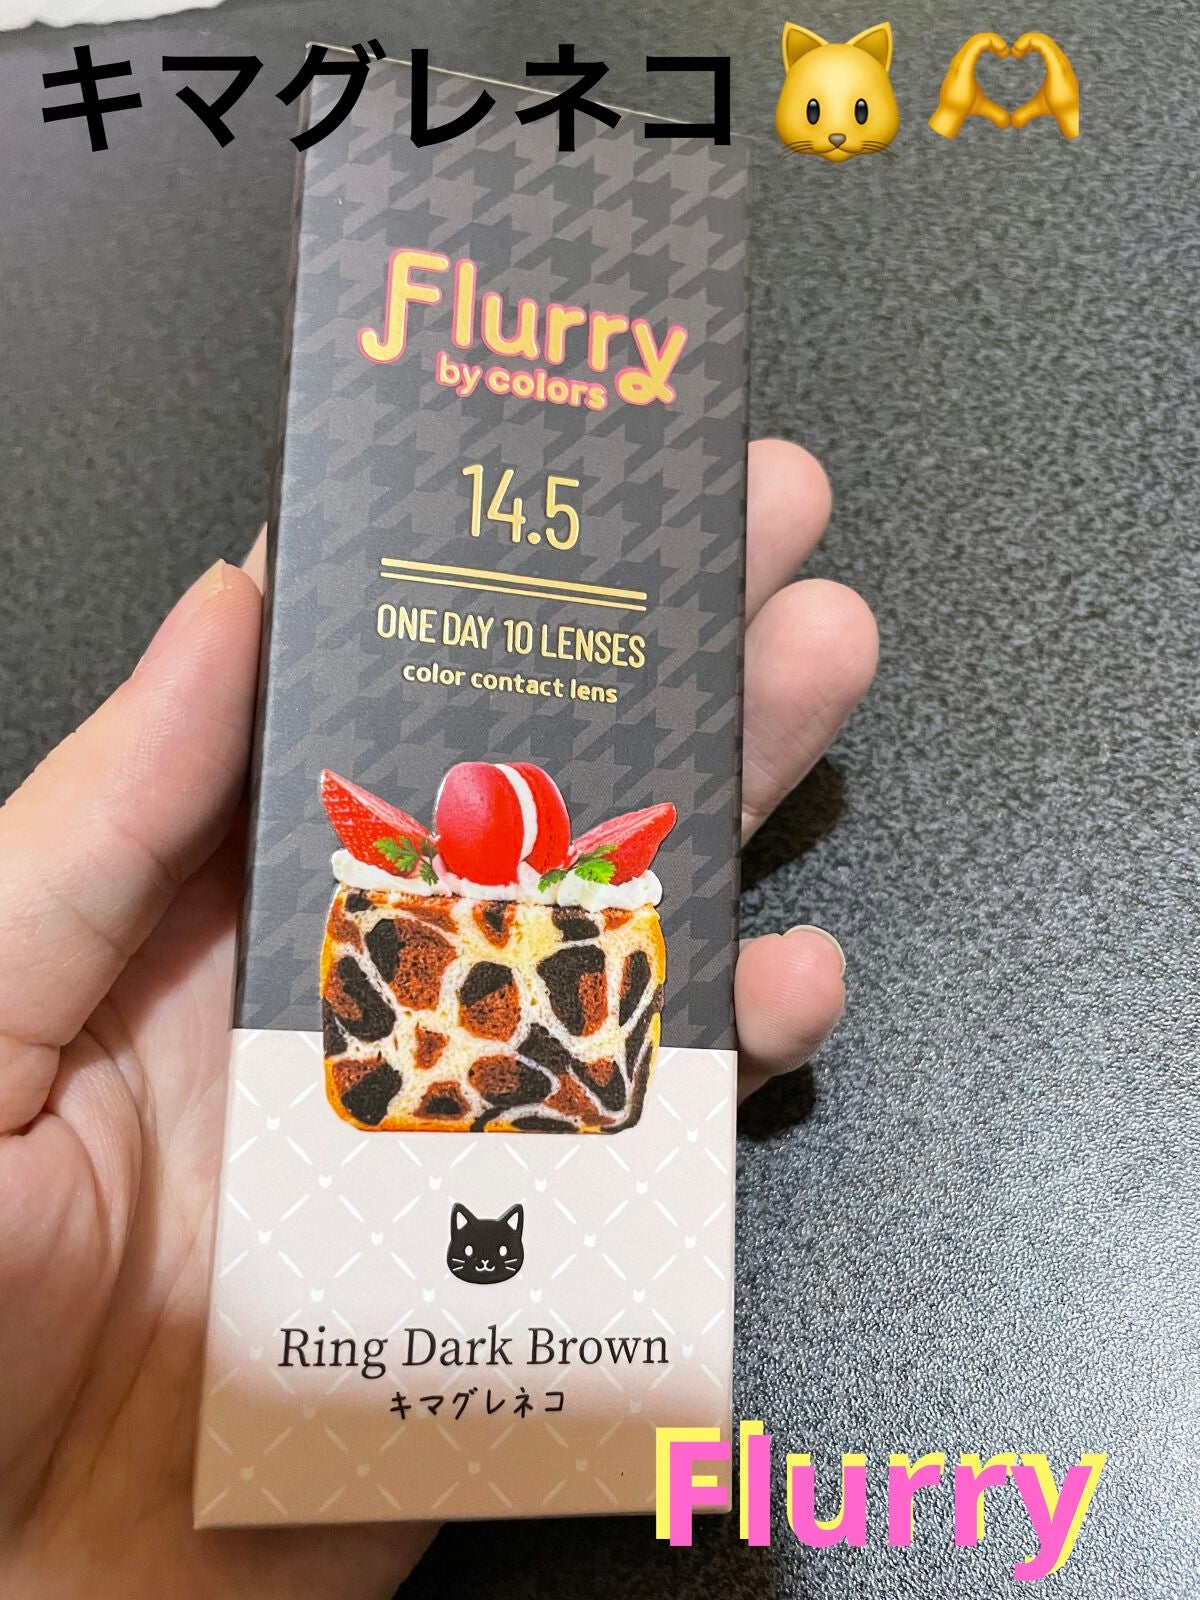 キマグレネコ🐱🫶
Flurry
by colors
14.5
ONE DAY 10 LENSES
color contact lens
Ring Dark Brown
キマグレネコ
Flurry